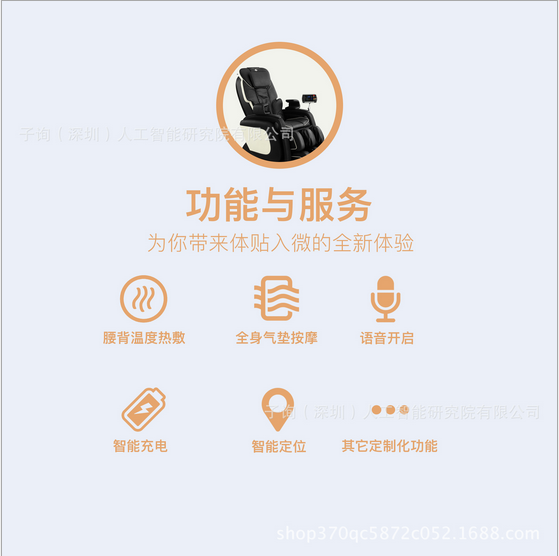 子询（深圳）人工智能研究院有限公司
功能与服务
为你带来体贴入微的全新体验
腰背温度热敷
全身气垫按摩
语音开启
子询（深圳）人工智能研究院有限公司
智能充电
智能定位
其它定制化功能
shop370qc5872c052.1688.com